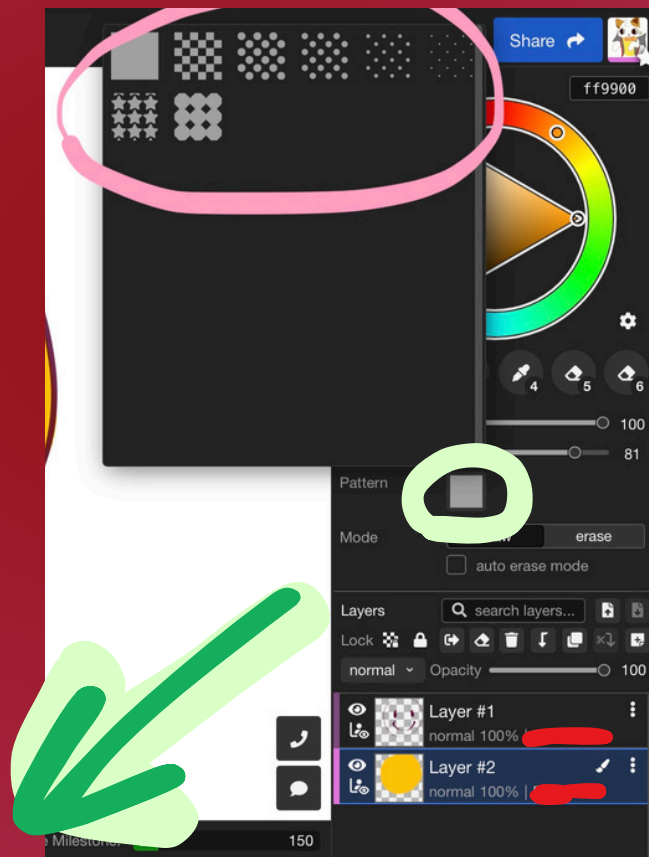 Share
ff9900
4
5
6
100
81
Pattern
Mode
erase
auto erase mode
Layers
search layers...
Lock
normal
Opacity
100
Layer #1
normal 100% |
Layer #2
normal 100% |
e Milestone:
150